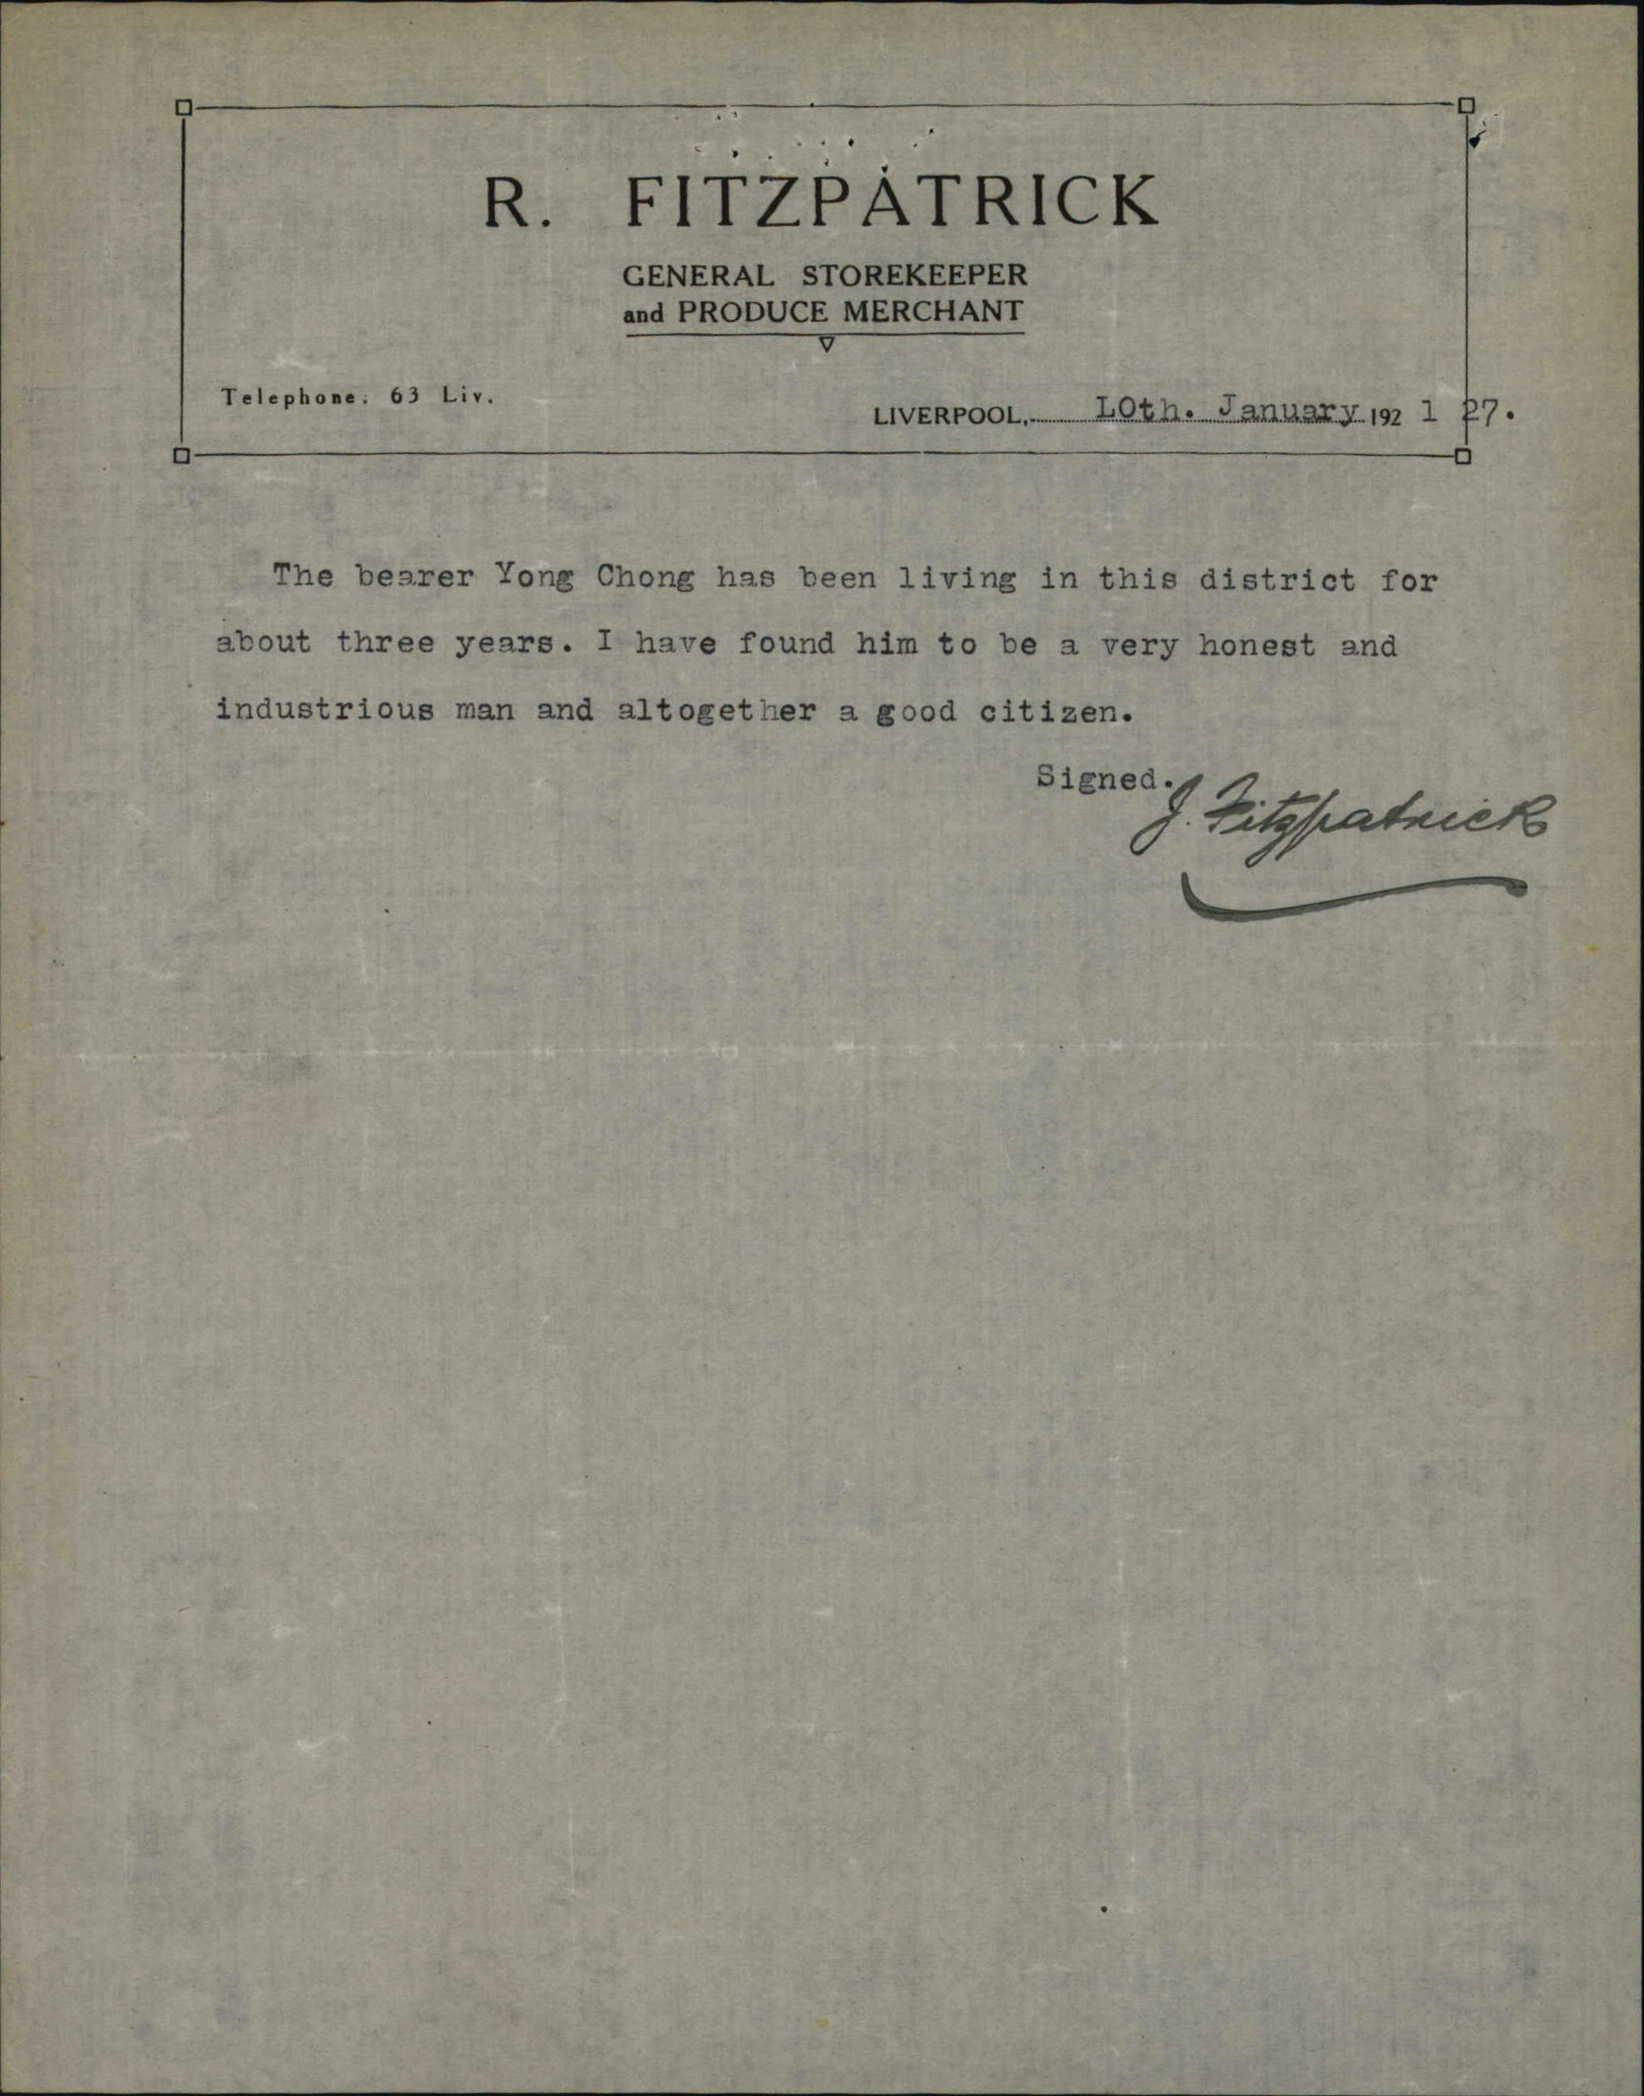 R. FITZPATRICK
GENERAL STOREKEEPER
and PRODUCE MERCHANT
Telephone: 63 Liv.
LIVERPOOL, LOth. January 192 1 27.
The bearer Yong Chong has been living in this district for
about three years. I have found him to be a very honest and
industrious man and altogether a good citizen.
Signed.
J. Fitzpatrick